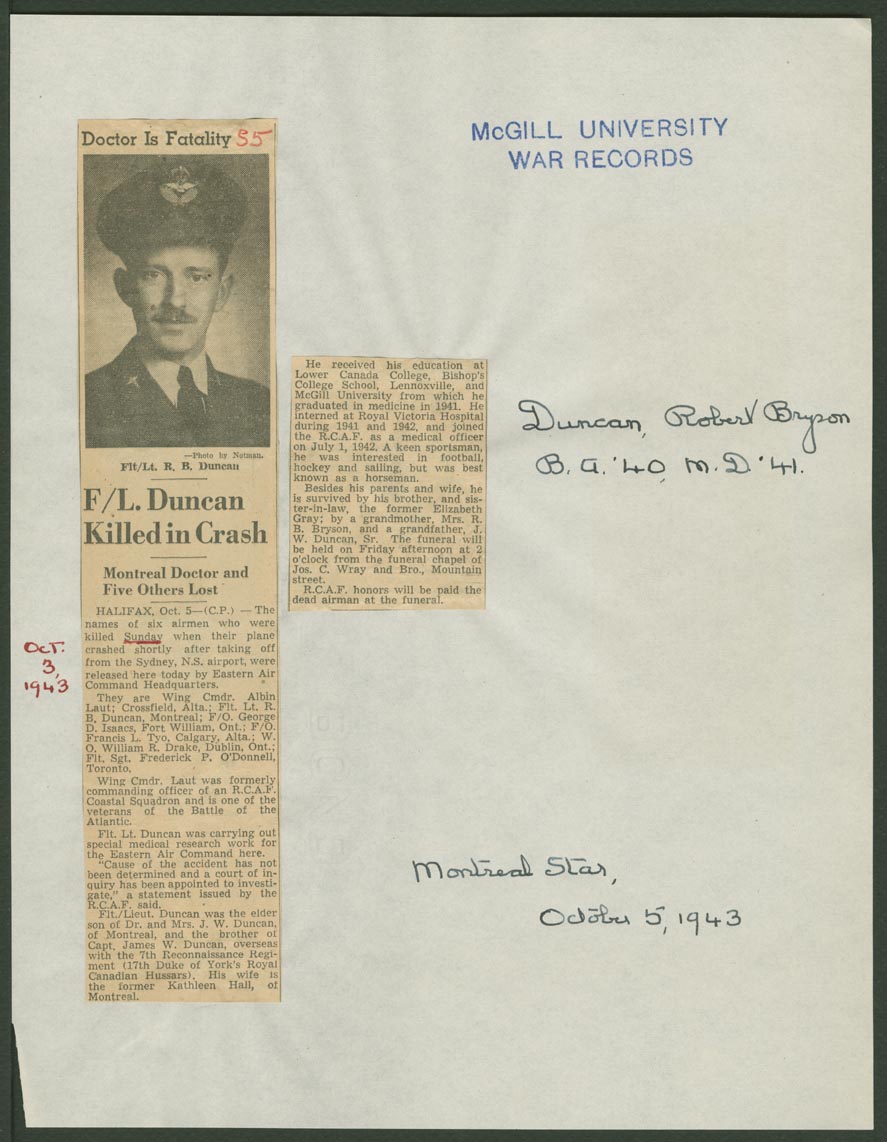 McGILL UNIVERSITY
WAR RECORDS
Doctor Is Fatality 55
—Photo by Notman.
Flt/Lt. R. B. Duncan
F/L. Duncan
Killed in Crash
Montreal Doctor and
Five Others Lost
HALIFAX, Oct. 5—(C.P.) — The
names of six airmen who were
killed Sunday when their plane
crashed shortly after taking off
from the Sydney, N.S. airport, were
released here today by Eastern Air
Command Headquarters.
They are Wing Cmdr. Albin
Laut; Crossfield, Alta.; Flt. Lt. R.
B. Duncan, Montreal; F/O. George
D. Isaacs, Fort William, Ont.; F/O.
Francis L. Tyo, Calgary, Alta.; W.
O. William R. Drake, Dublin, Ont.;
Flt. Sgt. Frederick P. O'Donnell,
Toronto.
Wing Cmdr. Laut was formerly
commanding officer of an R.C.A.F.
Coastal Squadron and is one of the
veterans of the Battle of the
Atlantic.
Flt. Lt. Duncan was carrying out
special medical research work for
the Eastern Air Command here.
"Cause of the accident has not
been determined and a court of in-
quiry has been appointed to investi-
gate," a statement issued by the
R.C.A.F. said.
Flt./Lieut. Duncan was the elder
son of Dr. and Mrs. J. W. Duncan,
of Montreal, and the brother of
Capt. James W. Duncan, overseas
with the 7th Reconnaissance Regi-
ment (17th Duke of York's Royal
Canadian Hussars). His wife is
the former Kathleen Hall, of
Montreal.
OCT.
3,
1943
He received his education at
Lower Canada College, Bishop's
College School, Lennoxville, and
McGill University from which he
graduated in medicine in 1941. He
interned at Royal Victoria Hospital
during 1941 and 1942, and joined
the R.C.A.F. as a medical officer
on July 1, 1942. A keen sportsman,
he was interested in football,
hockey and sailing, but was best
known as a horseman.
Besides his parents and wife, he
is survived by his brother, and sis-
ter-in-law, the former Elizabeth
Gray; by a grandmother, Mrs. R.
B. Bryson, and a grandfather, J.
W. Duncan, Sr. The funeral will
be held on Friday afternoon at 2
o'clock from the funeral chapel of
Jos. C. Wray and Bro., Mountain
street.
R.C.A.F. honors will be paid the
dead airman at the funeral.
Duncan, Robert Bryson
B.A. '40, M.D. '41.
Montreal Star,
October 5, 1943